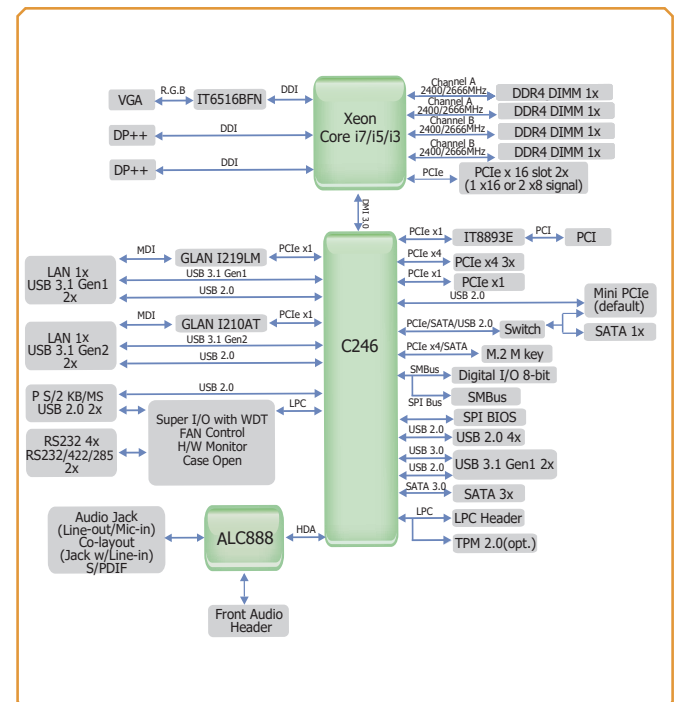 VGA
R.G.B
IT6516BFN
DDI
DP++
DDI
DP++
DDI
Xeon
Core i7/i5/i3
Channel A
2400/2666MHz
DDR4 DIMM 1x
Channel A
2400/2666MHz
DDR4 DIMM 1x
Channel B
2400/2666MHz
DDR4 DIMM 1x
Channel B
2400/2666MHz
DDR4 DIMM 1x
PCIe
PCIe x 16 slot 2x
(1 x16 or 2 x8 signal)
DMI 3.0
LAN 1x
USB 3.1 Gen1
2x
MDI
GLAN I219LM
PCIe x1
USB 3.1 Gen1
USB 2.0
LAN 1x
USB 3.1 Gen2
2x
MDI
GLAN I210AT
PCIe x1
USB 3.1 Gen2
USB 2.0
P S/2 KB/MS
USB 2.0 2x
USB 2.0
RS232 4x
RS232/422/285
2x
Super I/O with WDT
FAN Control
H/W Monitor
Case Open
LPC
Audio Jack
(Line-out/Mic-in)
Co-layout
(Jack w/Line-in)
S/PDIF
ALC888
HDA
Front Audio
Header
C246
PCIe x1
IT8893E
PCI
PCI
PCIe x4
PCIe x4 3x
PCIe x1
PCIe x1
USB 2.0
Mini PCIe
(default)
PCIe/SATA/USB 2.0
Switch
SATA 1x
PCIe x4/SATA
M.2 M key
SMBus
Digital I/O 8-bit
SMBus
SPI Bus
SPI BIOS
USB 2.0
USB 2.0 4x
USB 3.0
USB 2.0
USB 3.1 Gen1 2x
SATA 3.0
SATA 3x
LPC
LPC Header
TPM 2.0(opt.)